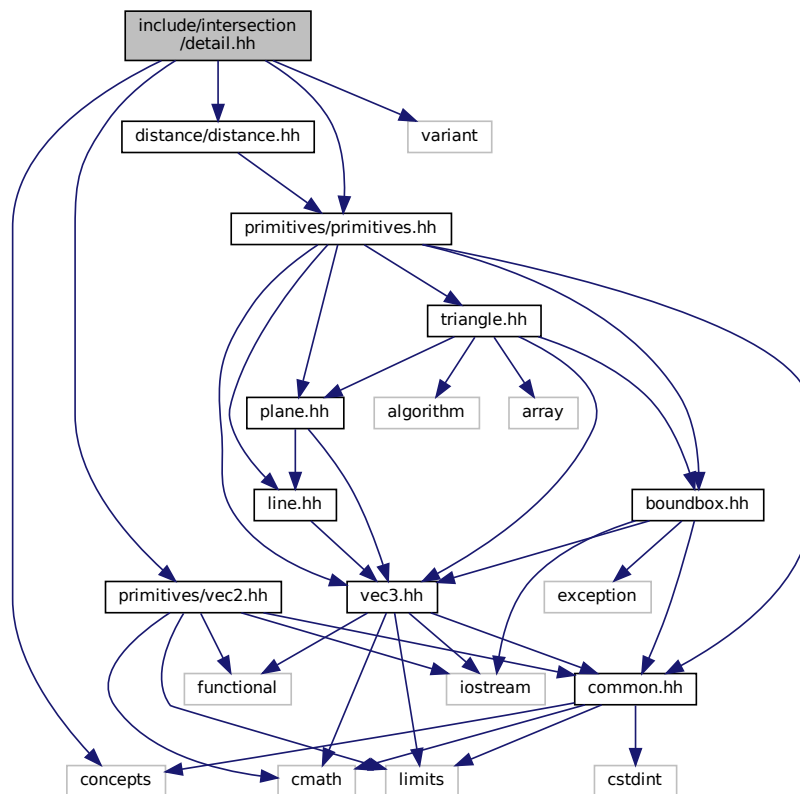 include/intersection
/detail.hh
distance/distance.hh
variant
primitives/primitives.hh
triangle.hh
plane.hh
algorithm
array
line.hh
boundbox.hh
primitives/vec2.hh
vec3.hh
exception
functional
iostream
common.hh
concepts
cmath
limits
cstdint